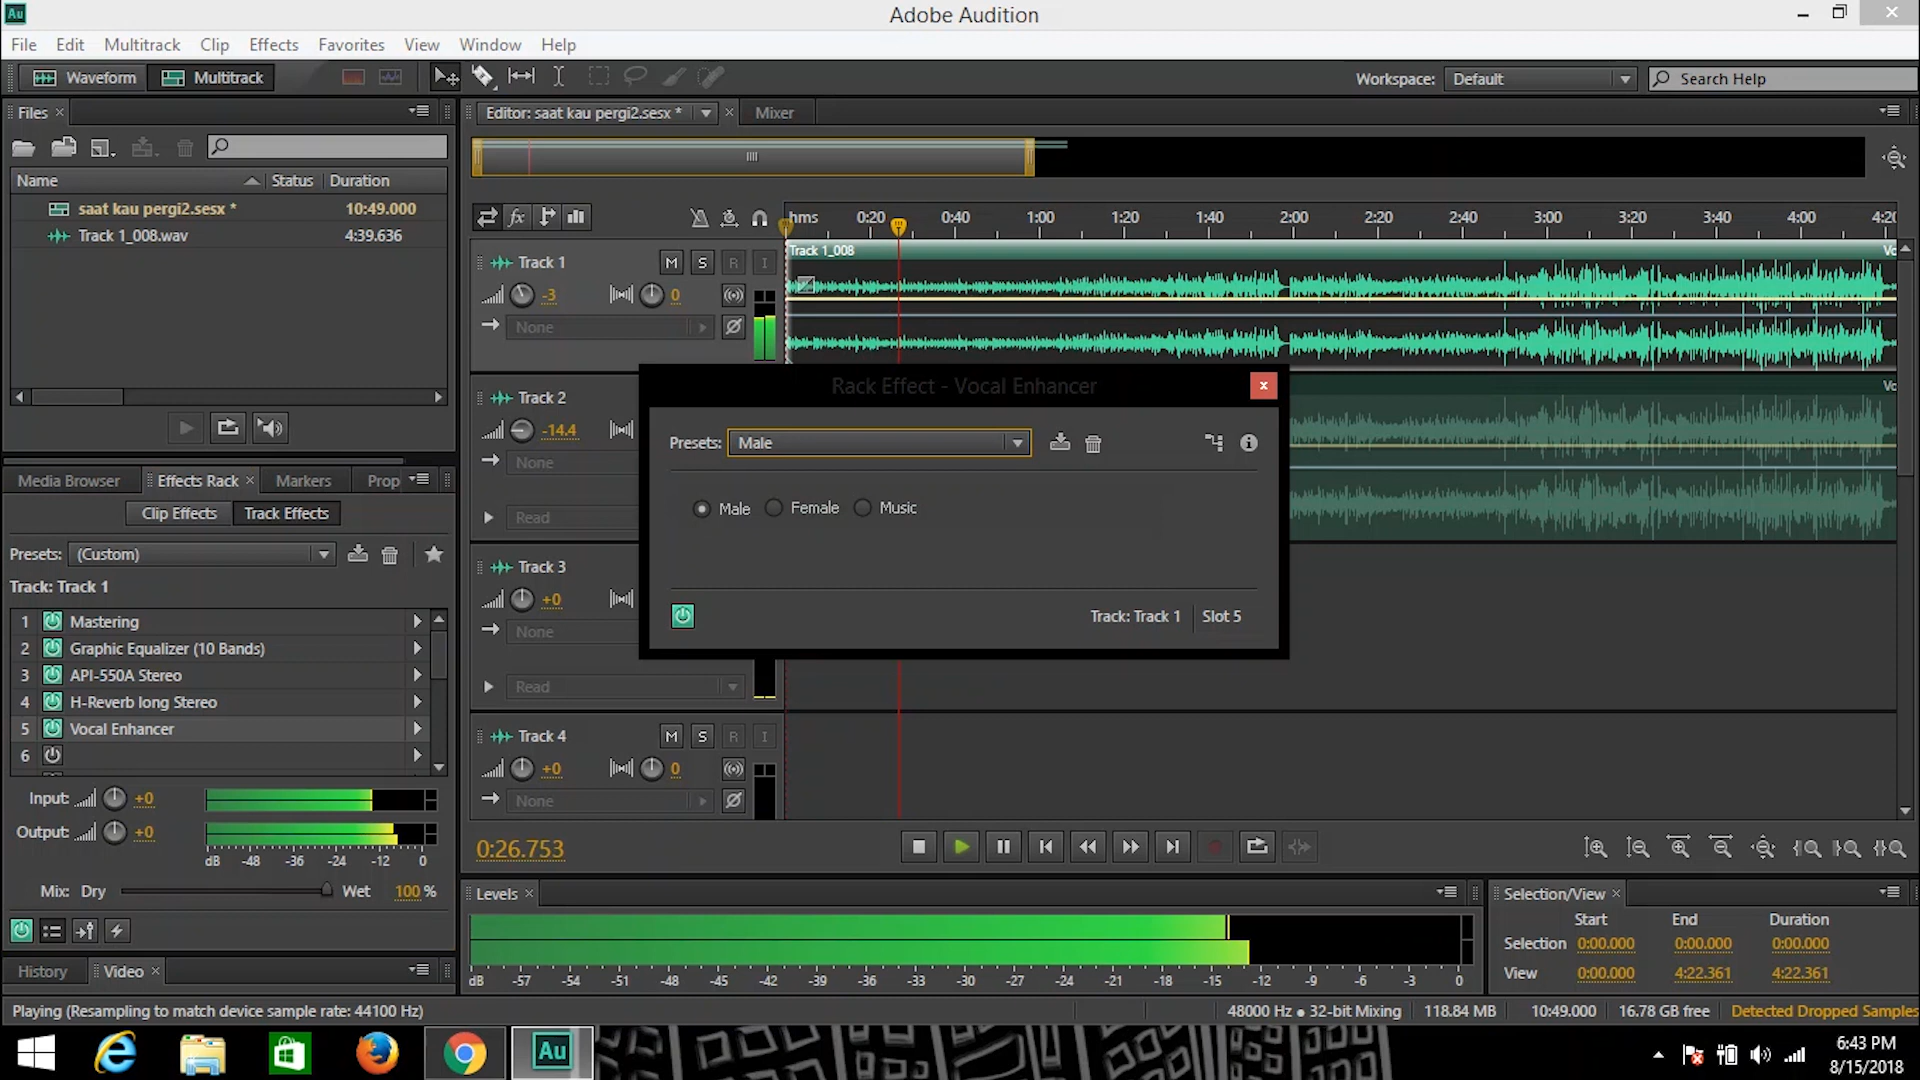 Au
Adobe Audition
File Edit Multitrack Clip Effects Favorites View Window Help
Waveform Multitrack Workspace: Default Search Help
Files × Editor: saat kau pergi2.sesx * × Mixer
Name Status Duration
saat kau pergi2.sesx * 10:49.000
Track 1_008.wav 4:39.636
fx hms 0:20 0:40 1:00 1:20 1:40 2:00 2:20 2:40 3:00 3:20 3:40 4:00 4:20
Track 1_008
Track 1 M S R I
-3 0
None
Track 2
-14.4
None
Read
Rack Effect - Vocal Enhancer
Presets: Male
Male Female Music
Track: Track 1 Slot 5
Track 3
+0
None
Read
Track 4 M S R I
+0 0
None
Media Browser Effects Rack × Markers Prop
Clip Effects Track Effects
Presets: (Custom)
Track: Track 1
1 Mastering
2 Graphic Equalizer (10 Bands)
3 API-550A Stereo
4 H-Reverb long Stereo
5 Vocal Enhancer
6
Input: +0
Output: +0
dB -48 -36 -24 -12 0
Mix: Dry Wet 100 %
0:26.753
Levels ×
dB -57 -54 -51 -48 -45 -42 -39 -36 -33 -30 -27 -24 -21 -18 -15 -12 -9 -6 -3 0
Selection/View ×
Start End Duration
Selection 0:00.000 0:00.000 0:00.000
View 0:00.000 4:22.361 4:22.361
History Video ×
Playing (Resampling to match device sample rate: 44100 Hz) 48000 Hz ● 32-bit Mixing 118.84 MB 10:49.000 16.78 GB free Detected Dropped Samples
Au
6:43 PM
8/15/2018